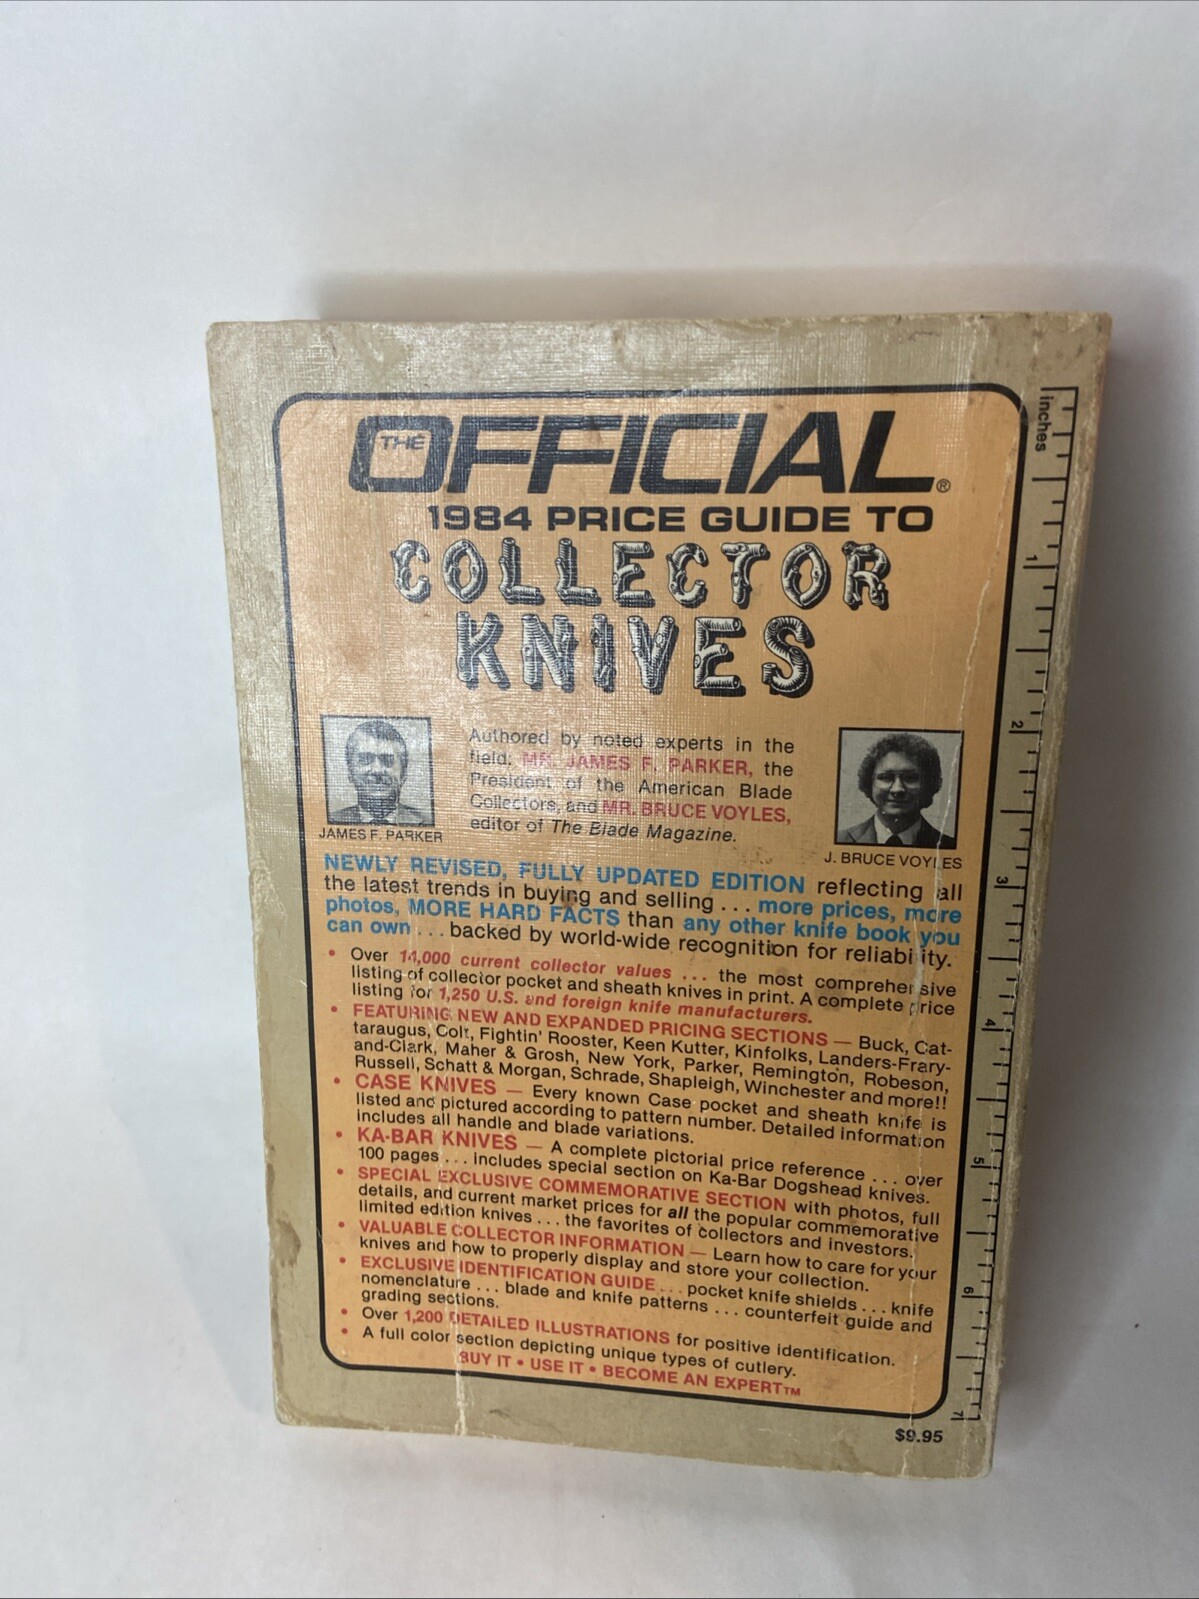 THE OFFICIAL®
1984 PRICE GUIDE TO
COLLECTOR
KNIVES
Authored by noted experts in the
field: MR. JAMES F. PARKER, the
President of the American Blade
Collectors, and MR. BRUCE VOYLES,
editor of The Blade Magazine.
JAMES F. PARKER
J. BRUCE VOYLES
NEWLY REVISED, FULLY UPDATED EDITION reflecting all
the latest trends in buying and selling . . . more prices, more
photos, MORE HARD FACTS than any other knife book you
can own . . . backed by world-wide recognition for reliability.
• Over 14,000 current collector values . . . the most comprehensive
listing of collector pocket and sheath knives in print. A complete price
listing for 1,250 U.S. and foreign knife manufacturers.
• FEATURING NEW AND EXPANDED PRICING SECTIONS — Buck, Cat-
taraugus, Colt, Fightin' Rooster, Keen Kutter, Kinfolks, Landers-Frary-
and-Clark, Maher & Grosh, New York, Parker, Remington, Robeson,
Russell, Schatt & Morgan, Schrade, Shapleigh, Winchester and more!!
• CASE KNIVES — Every known Case pocket and sheath knife is
listed and pictured according to pattern number. Detailed information
includes all handle and blade variations.
• KA-BAR KNIVES — A complete pictorial price reference . . . over
100 pages . . . includes special section on Ka-Bar Dogshead knives.
• SPECIAL EXCLUSIVE COMMEMORATIVE SECTION with photos, full
details, and current market prices for all the popular commemorative
limited edition knives . . . the favorites of collectors and investors.
• VALUABLE COLLECTOR INFORMATION — Learn how to care for your
knives and how to properly display and store your collection.
• EXCLUSIVE IDENTIFICATION GUIDE . . . pocket knife shields . . . knife
nomenclature . . . blade and knife patterns . . . counterfeit guide and
grading sections.
• Over 1,200 DETAILED ILLUSTRATIONS for positive identification.
• A full color section depicting unique types of cutlery.
BUY IT • USE IT • BECOME AN EXPERT™
$9.95
inches
1
2
3
4
5
6
7